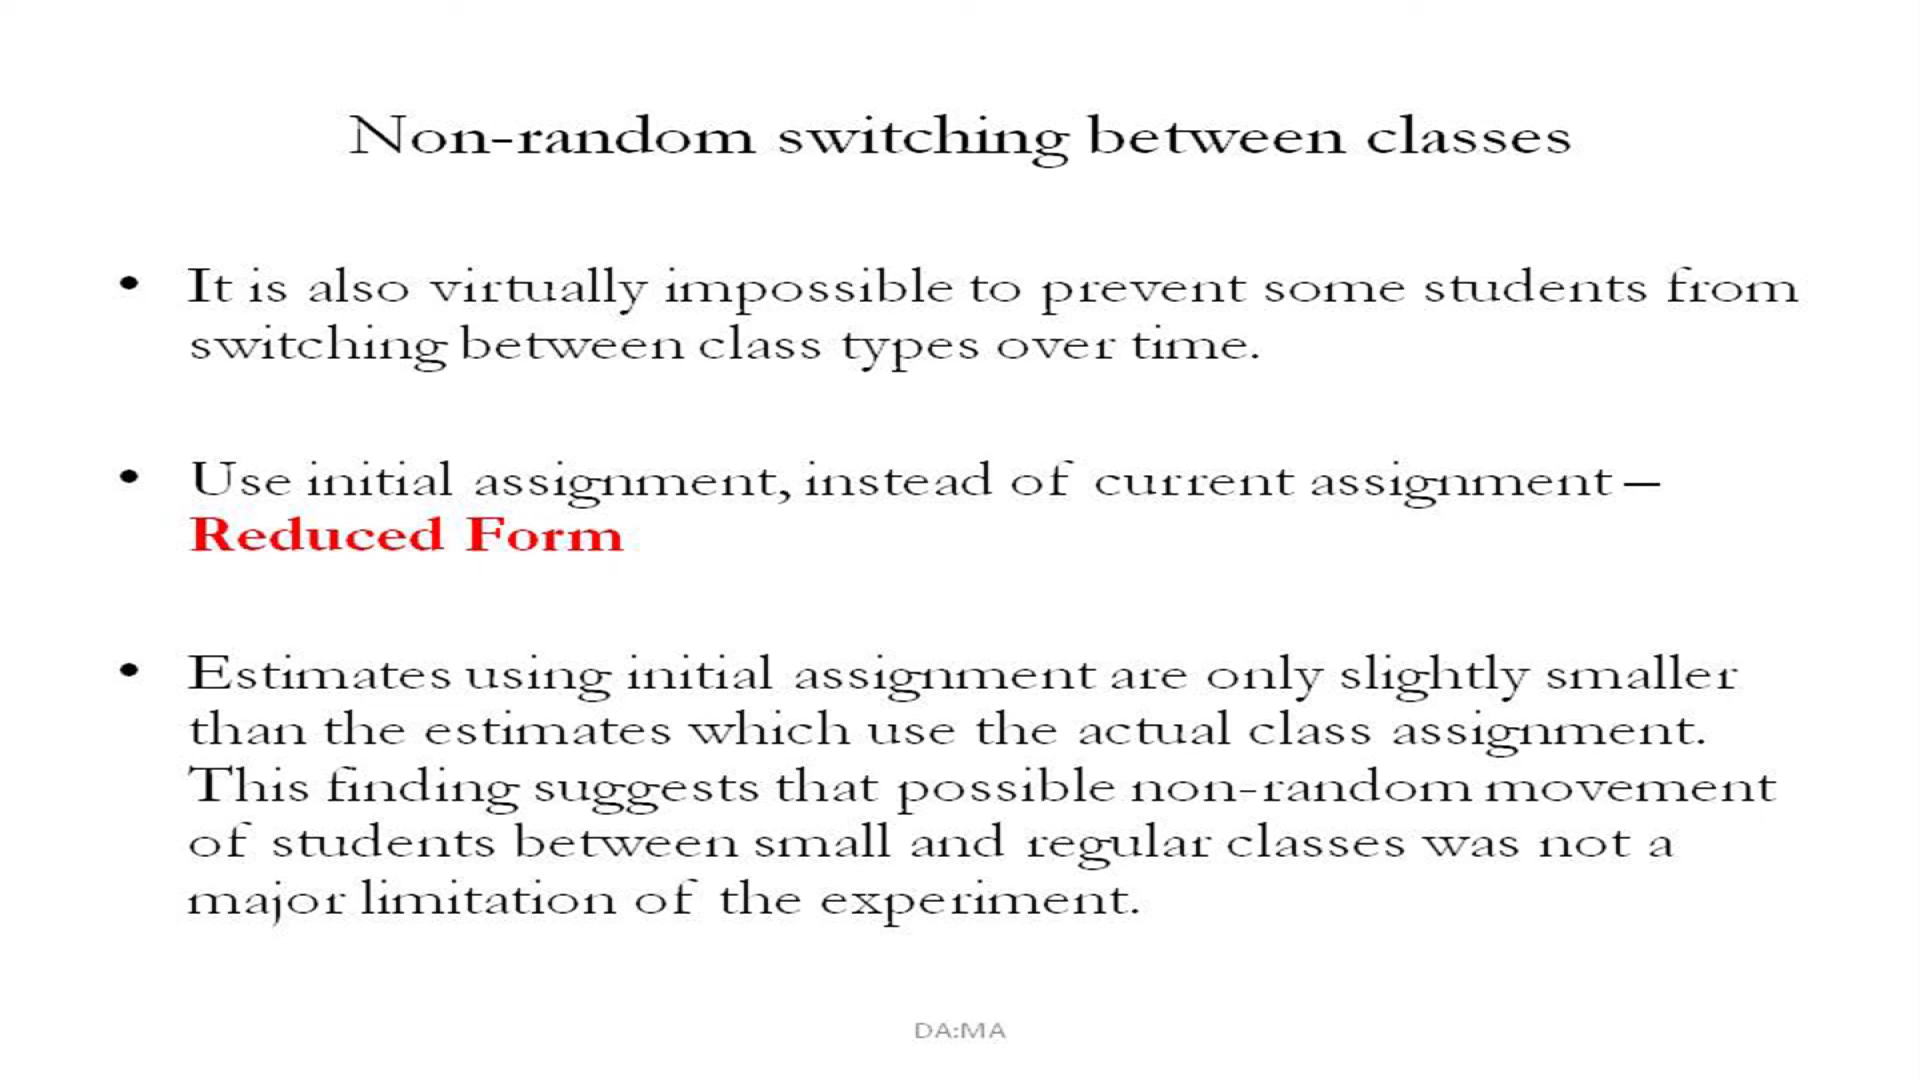 Non-random switching between classes
• It is also virtually impossible to prevent some students from
switching between class types over time.
• Use initial assignment, instead of current assignment –
Reduced Form
• Estimates using initial assignment are only slightly smaller
than the estimates which use the actual class assignment.
This finding suggests that possible non-random movement
of students between small and regular classes was not a
major limitation of the experiment.
DA:MA